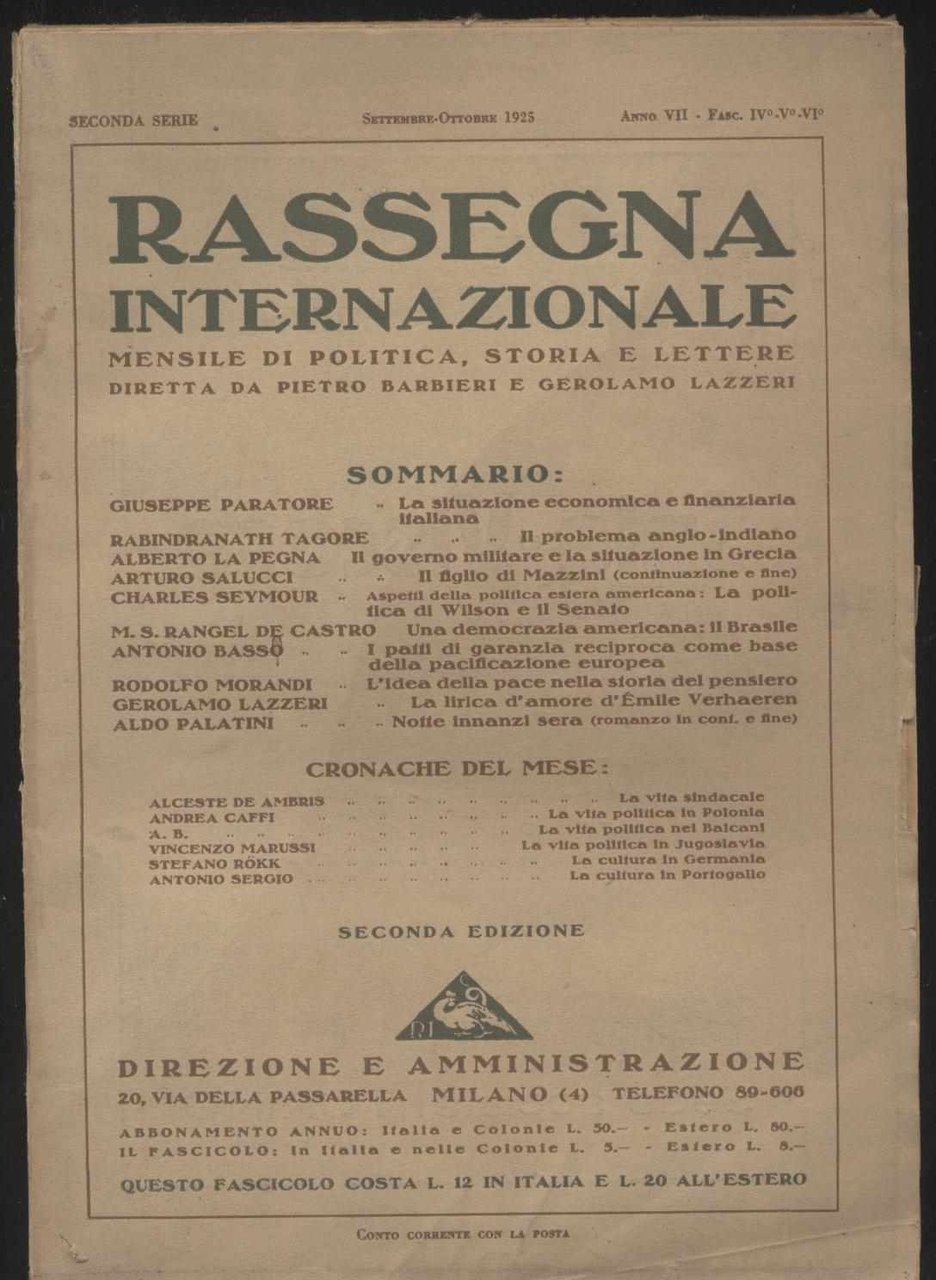 SECONDA SERIE Settembre-Ottobre 1925 Anno VII - Fasc. IVº-Vº-VIº
RASSEGNA
INTERNAZIONALE
MENSILE DI POLITICA, STORIA E LETTERE
DIRETTA DA PIETRO BARBIERI E GEROLAMO LAZZERI
SOMMARIO:
GIUSEPPE PARATORE .. La situazione economica e finanziaria
italiana
RABINDRANATH TAGORE .. .. .. Il problema anglo-indiano
ALBERTO LA PEGNA Il governo militare e la situazione in Grecia
ARTURO SALUCCI .. .. Il figlio di Mazzini (continuazione e fine)
CHARLES SEYMOUR .. Aspetti della politica estera americana: La poli-
tica di Wilson e il Senato
M. S. RANGEL DE CASTRO Una democrazia americana: il Brasile
ANTONIO BASSO .. .. I patti di garanzia reciproca come base
della pacificazione europea
RODOLFO MORANDI .. L'idea della pace nella storia del pensiero
GEROLAMO LAZZERI .. La lirica d'amore d'Émile Verhaeren
ALDO PALATINI .. .. .. Notte innanzi sera (romanzo in cont. e fine)
CRONACHE DEL MESE:
ALCESTE DE AMBRIS .. .. .. .. .. .. .. .. .. La vita sindacale
ANDREA CAFFI .. .. .. .. .. .. .. .. La vita politica in Polonia
A. B. .. .. .. .. .. .. .. .. .. .. La vita politica nei Balcani
VINCENZO MARUSSI .. .. .. .. .. .. La vita politica in Jugoslavia
STEFANO RÖKK .. .. .. .. .. .. .. .. La cultura in Germania
ANTONIO SERGIO .. .. .. .. .. .. .. .. La cultura in Portogallo
SECONDA EDIZIONE
RI
DIREZIONE E AMMINISTRAZIONE
20, VIA DELLA PASSARELLA MILANO (4) TELEFONO 89-606
ABBONAMENTO ANNUO: Italia e Colonie L. 50.— - Estero L. 80.—
IL FASCICOLO: in Italia e nelle Colonie L. 5.— - Estero L. 8.—
QUESTO FASCICOLO COSTA L. 12 IN ITALIA E L. 20 ALL'ESTERO
Conto corrente con la posta